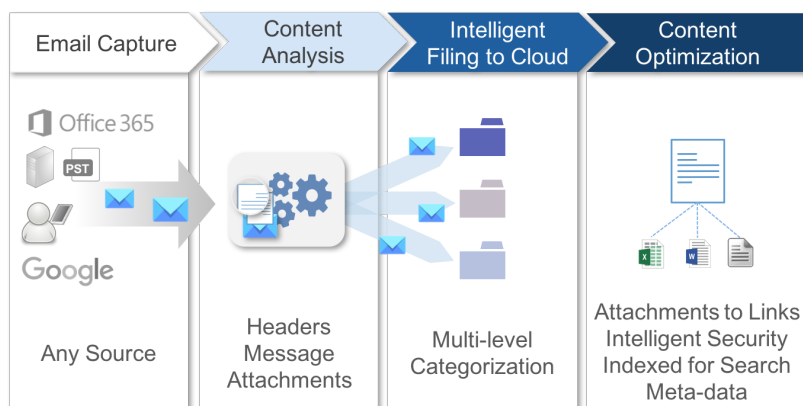 Email Capture
Content
Analysis
Intelligent
Filing to Cloud
Content
Optimization
Office 365
PST
Google
Any Source
Headers
Message
Attachments
Multi-level
Categorization
X
W
Attachments to Links
Intelligent Security
Indexed for Search
Meta-data